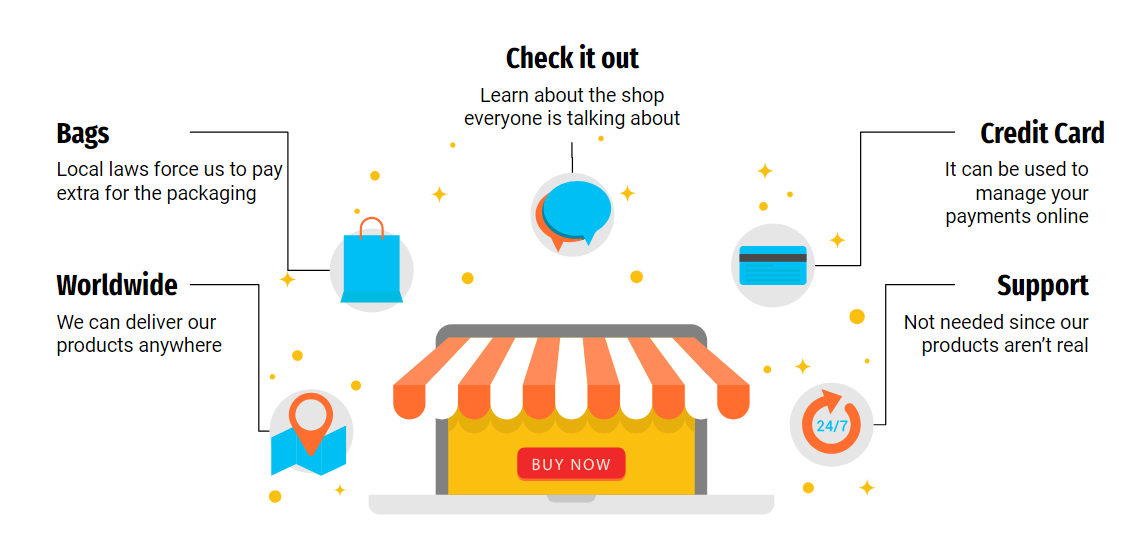 Check it out
Learn about the shop
everyone is talking about
Bags
Local laws force us to pay
extra for the packaging
Credit Card
It can be used to
manage your
payments online
Worldwide
We can deliver our
products anywhere
Support
Not needed since our
products aren’t real
24/7
BUY NOW